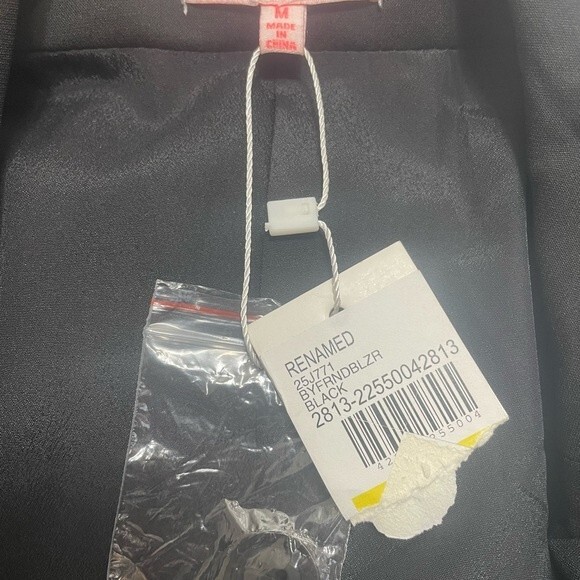 M
MADE
IN
CHINA
RENAMED
25J771
BYFRNDBLZR
BLACK
2813-22550042813